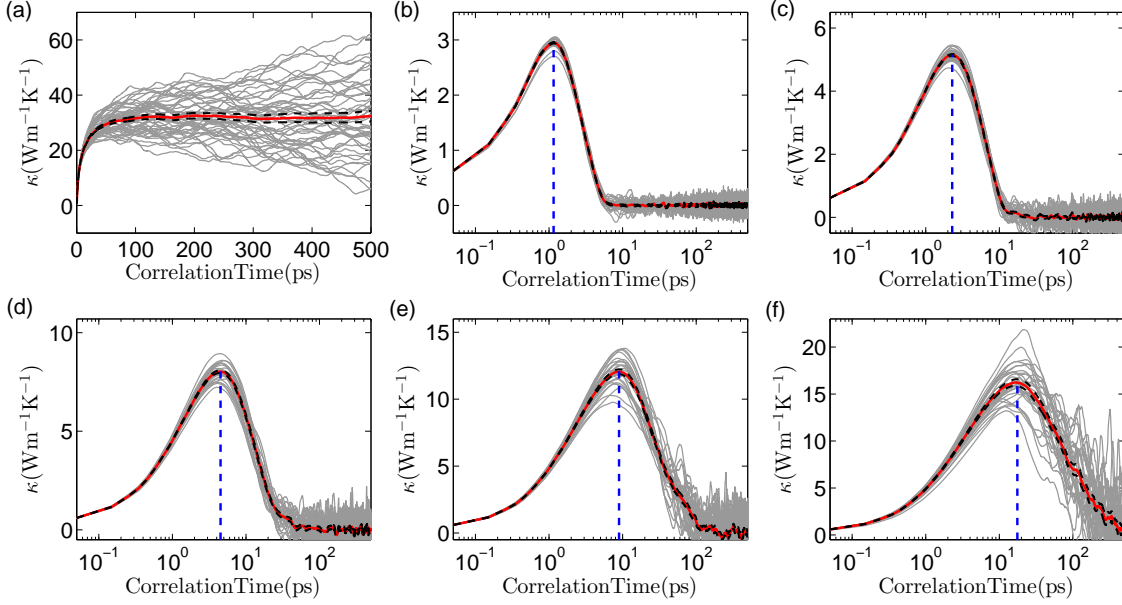 (a)
60
40
20
0
κ(Wm⁻¹K⁻¹)
0 100 200 300 400 500
CorrelationTime(ps)
(b)
3
2
1
0
κ(Wm⁻¹K⁻¹)
10⁻¹ 10⁰ 10¹ 10²
CorrelationTime(ps)
(c)
6
4
2
0
κ(Wm⁻¹K⁻¹)
10⁻¹ 10⁰ 10¹ 10²
CorrelationTime(ps)
(d)
10
5
0
κ(Wm⁻¹K⁻¹)
10⁻¹ 10⁰ 10¹ 10²
CorrelationTime(ps)
(e)
15
10
5
0
κ(Wm⁻¹K⁻¹)
10⁻¹ 10⁰ 10¹ 10²
CorrelationTime(ps)
(f)
20
15
10
5
0
κ(Wm⁻¹K⁻¹)
10⁻¹ 10⁰ 10¹ 10²
CorrelationTime(ps)